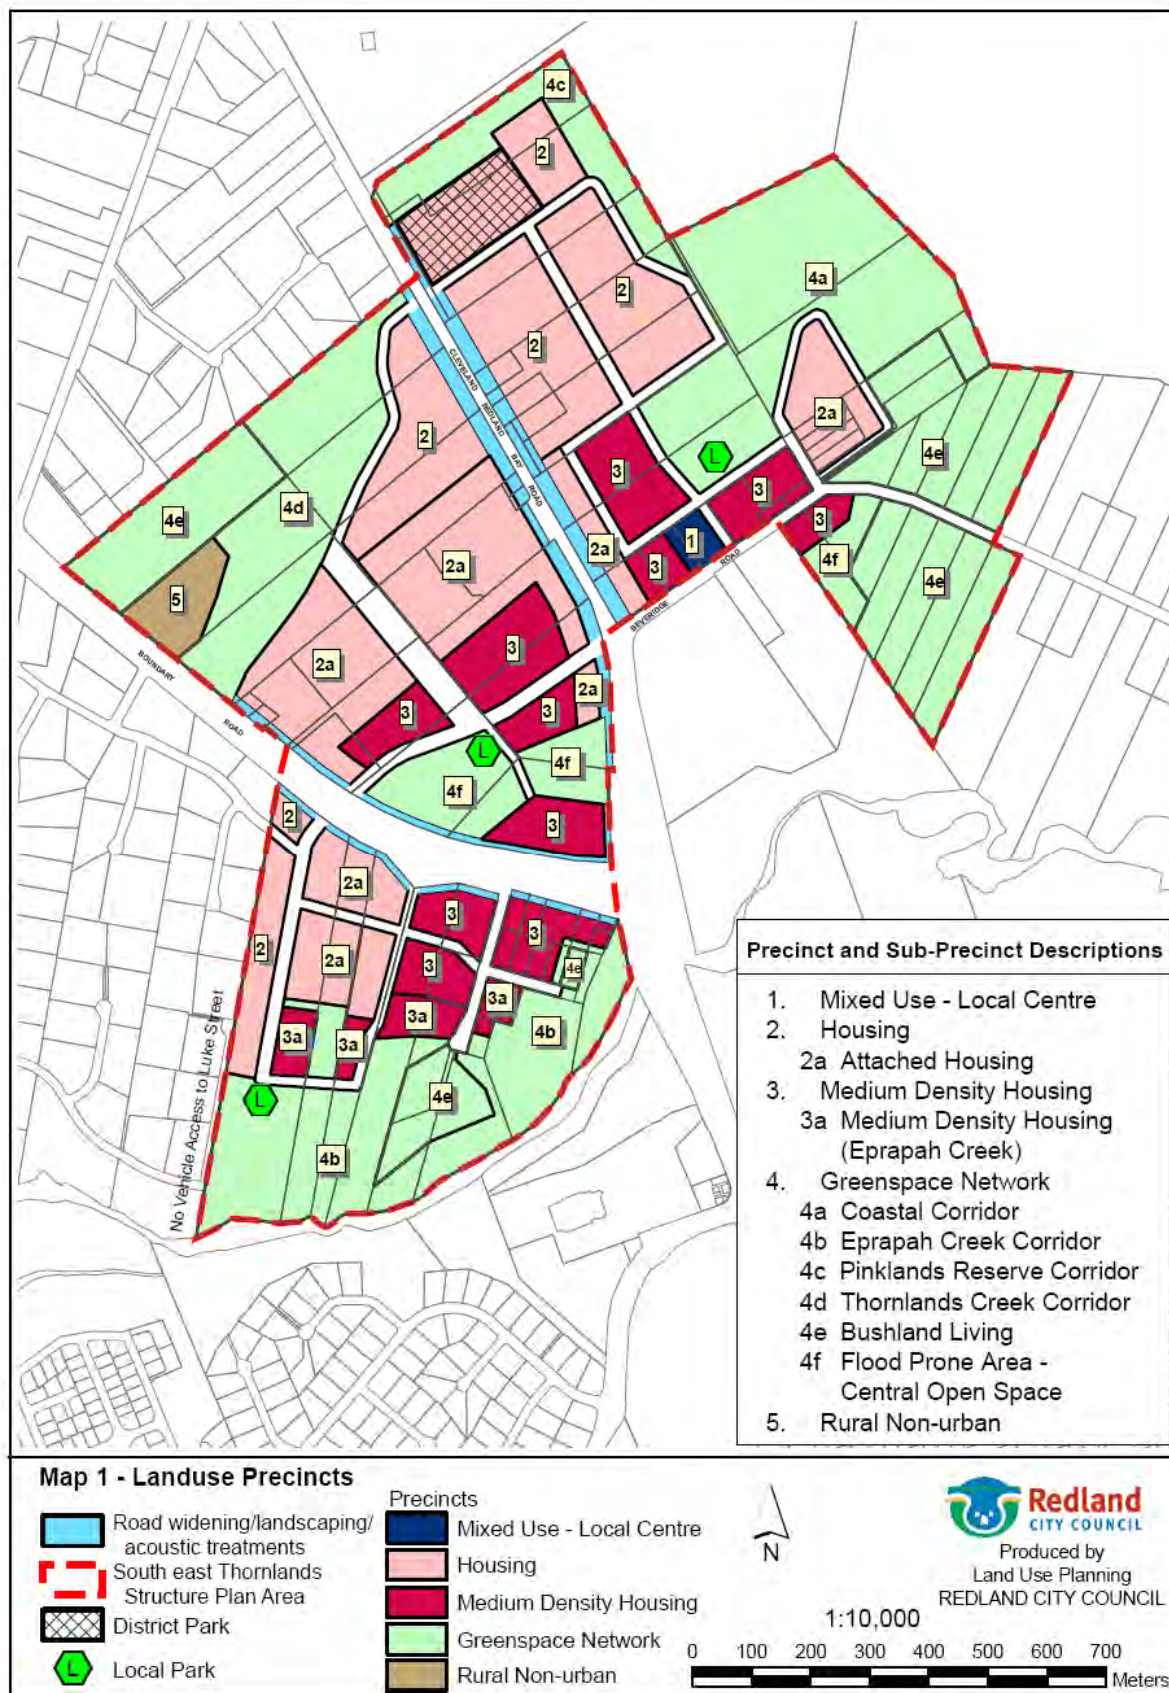 4c
2
4a
2
2
CLEVELAND REDLAND BAY ROAD
2a
2
4e
L
3
3
4d
4e
3
1
2a
4f
3
2a
4e
5
BEVERIDGE ROAD
3
2a
BOUNDARY ROAD
2a
3
3
L
4f
4f
2
3
2a
3
3
2
2a
3
4e
3a
3a
4b
3a
3a
4e
L
4b
No Vehicle Access to Luke Street
Precinct and Sub-Precinct Descriptions
1. Mixed Use - Local Centre
2. Housing
2a Attached Housing
3. Medium Density Housing
3a Medium Density Housing
(Eprapah Creek)
4. Greenspace Network
4a Coastal Corridor
4b Eprapah Creek Corridor
4c Pinklands Reserve Corridor
4d Thornlands Creek Corridor
4e Bushland Living
4f Flood Prone Area -
Central Open Space
5. Rural Non-urban
Map 1 - Landuse Precincts
Road widening/landscaping/
acoustic treatments
South east Thornlands
Structure Plan Area
District Park
L Local Park
Precincts
Mixed Use - Local Centre
Housing
Medium Density Housing
Greenspace Network
Rural Non-urban
N
Redland
CITY COUNCIL
Produced by
Land Use Planning
REDLAND CITY COUNCIL
1:10,000
0 100 200 300 400 500 600 700
Meters